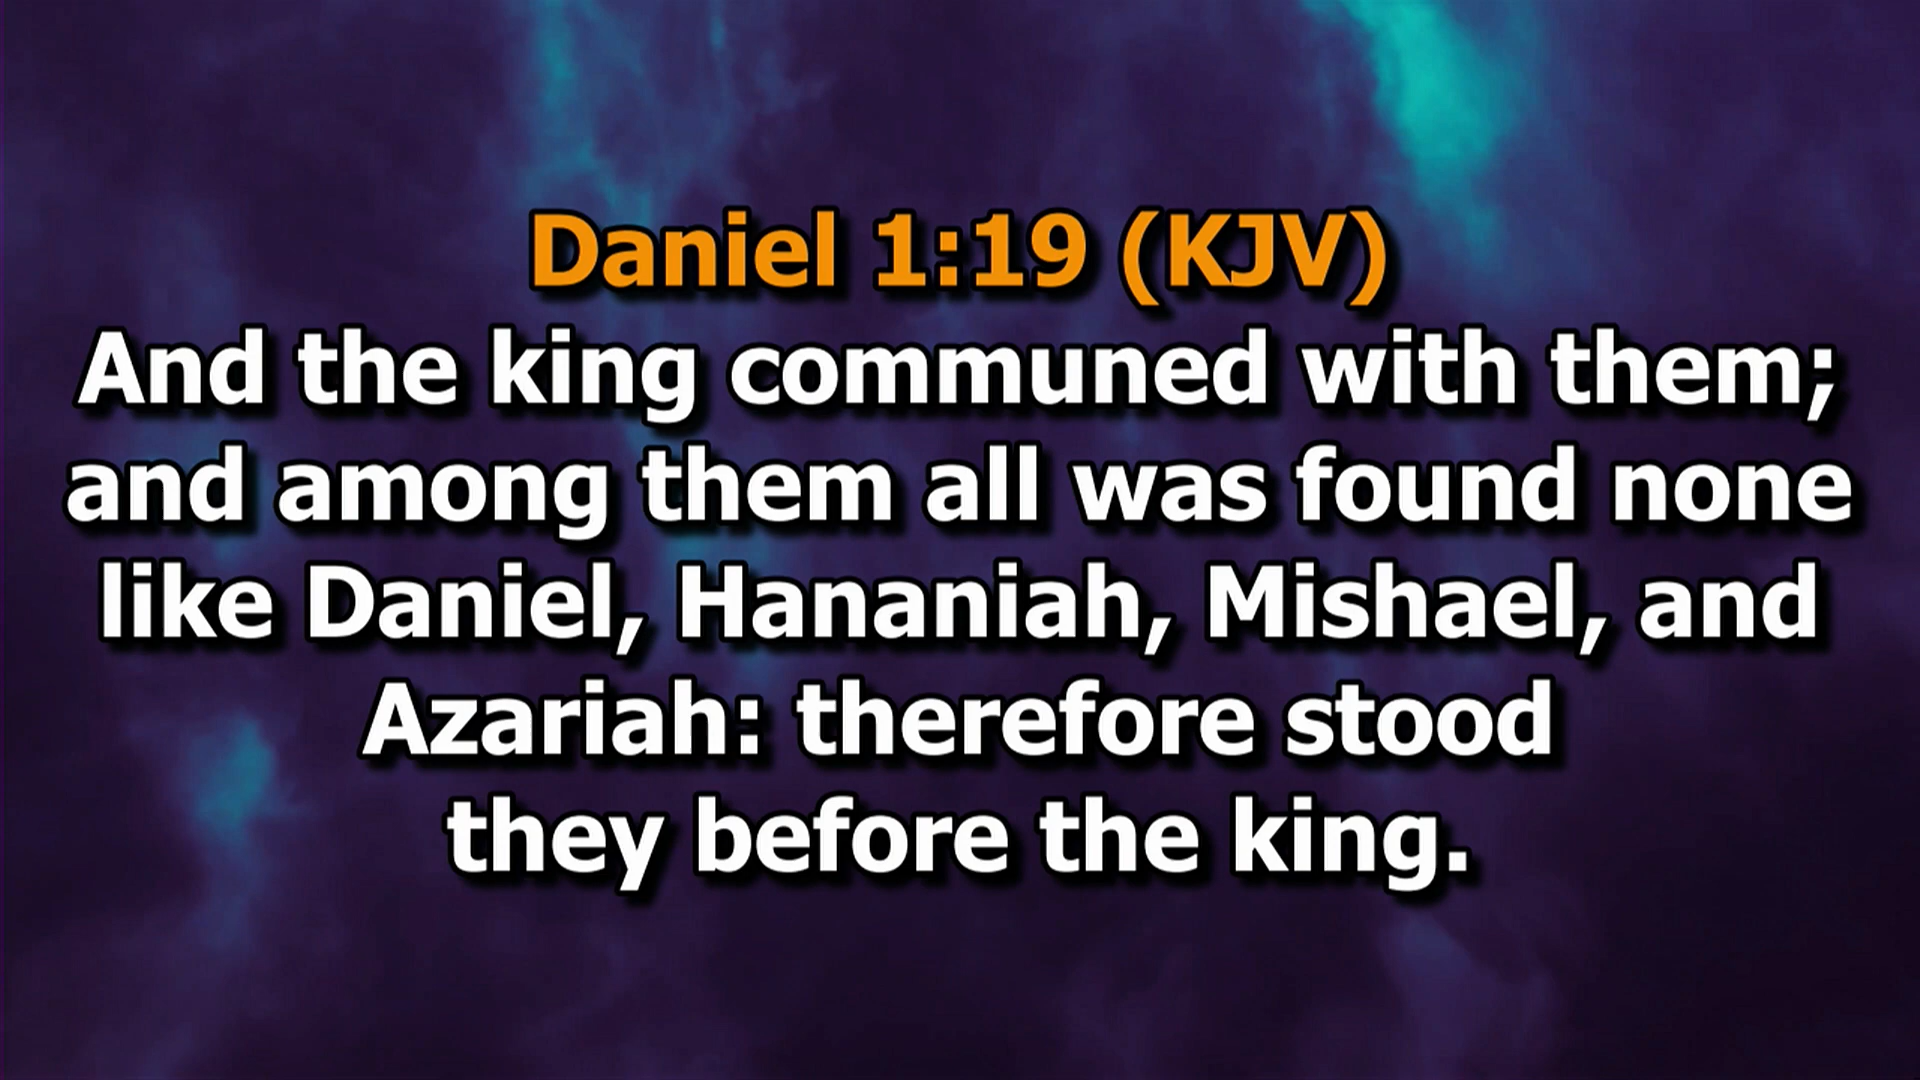 Daniel 1:19 (KJV)
And the king communed with them;
and among them all was found none
like Daniel, Hananiah, Mishael, and
Azariah: therefore stood
they before the king.